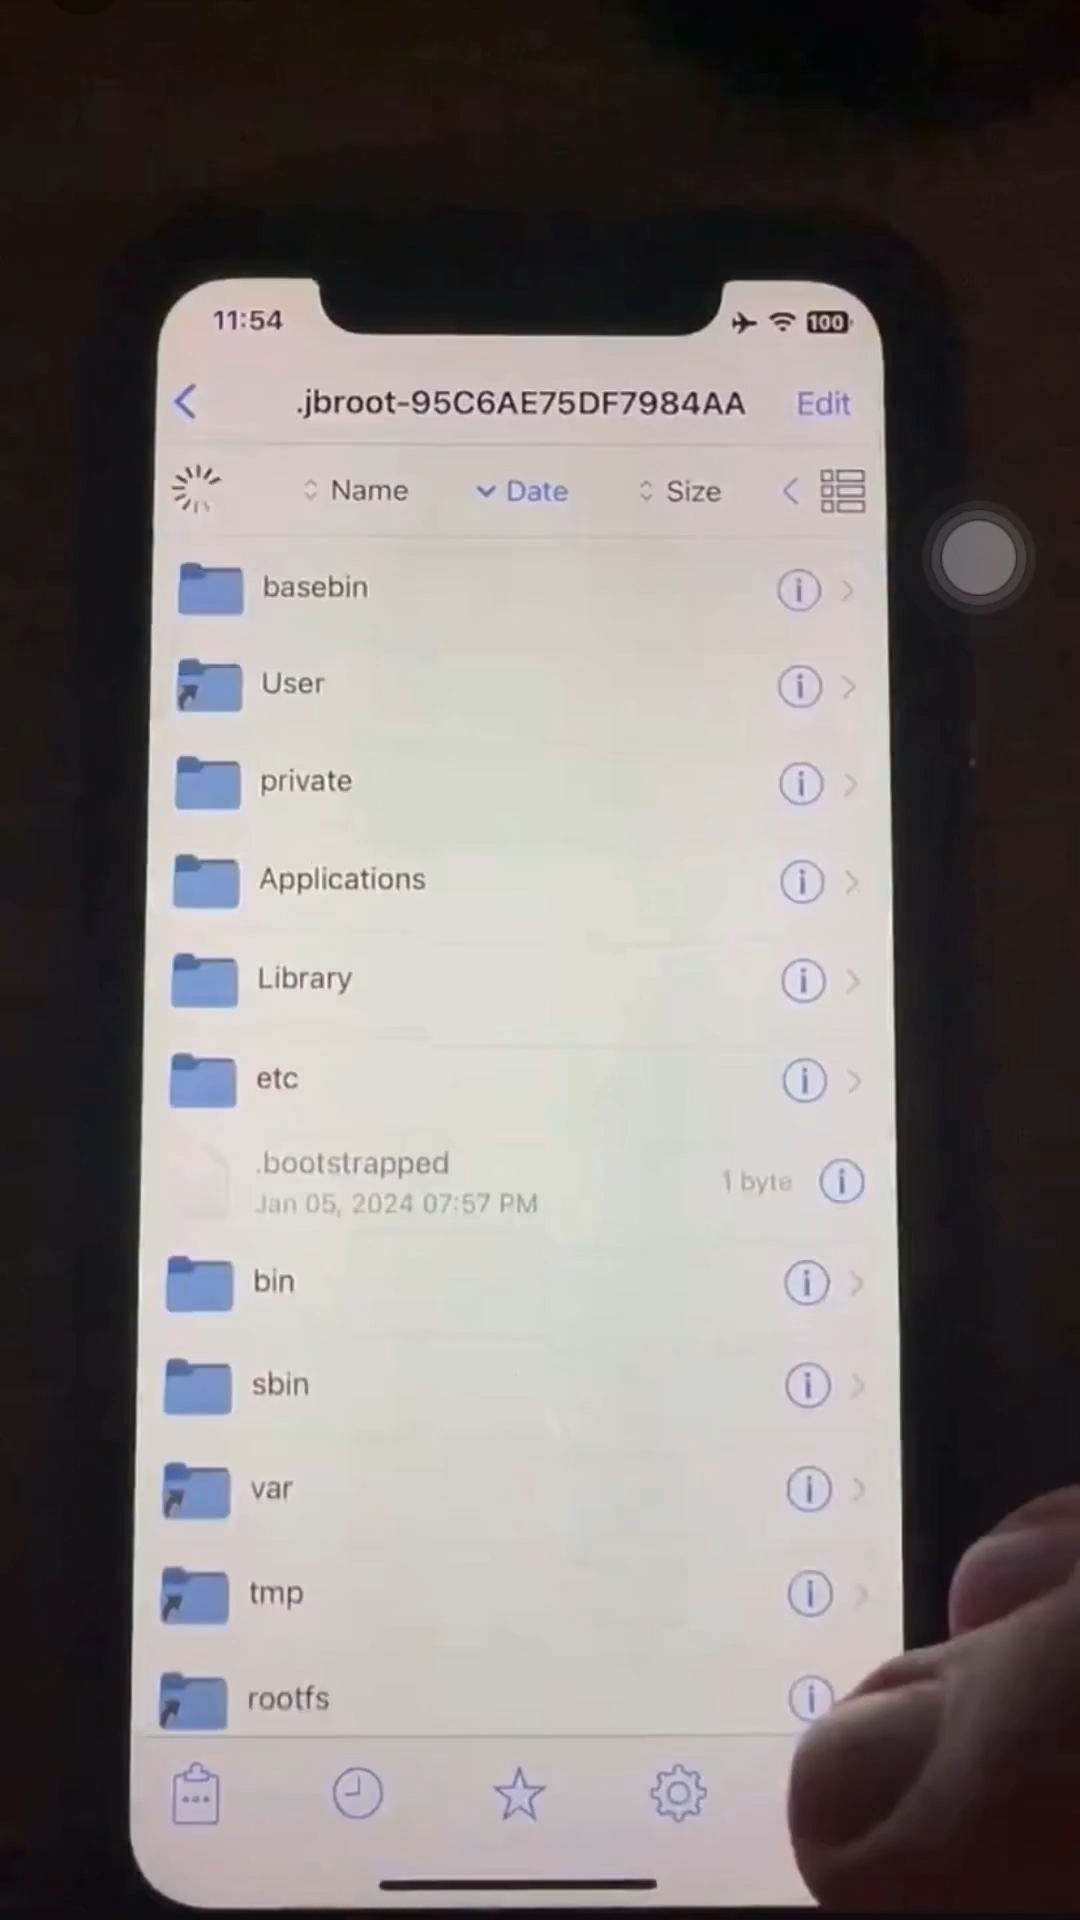 11:54
100
.jbroot-95C6AE75DF7984AA
Edit
Name
Date
Size
basebin
User
private
Applications
Library
etc
.bootstrapped
Jan 05, 2024 07:57 PM
1 byte
bin
sbin
var
tmp
rootfs